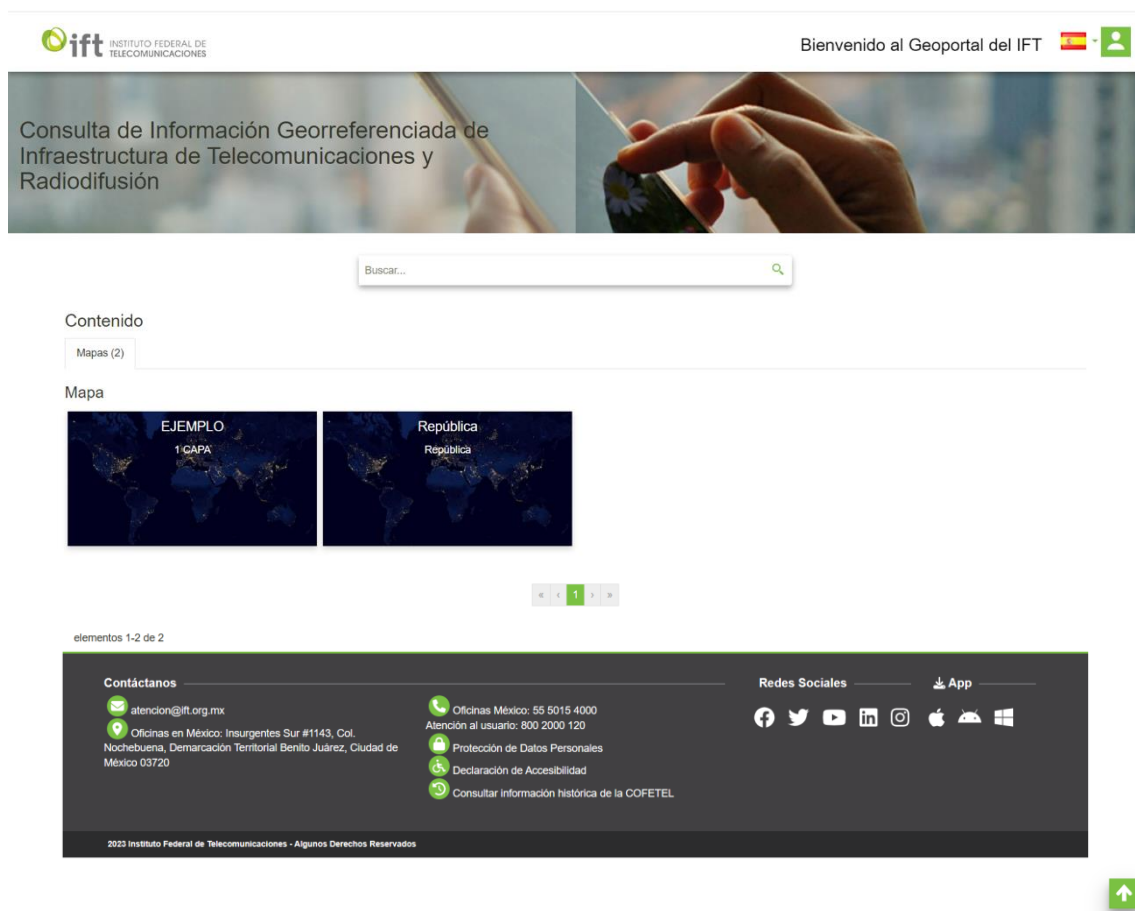 ift INSTITUTO FEDERAL DE
TELECOMUNICACIONES
Bienvenido al Geoportal del IFT
Consulta de Información Georreferenciada de
Infraestructura de Telecomunicaciones y
Radiodifusión
Buscar...
Contenido
Mapas (2)
Mapa
EJEMPLO
1 CAPA
República
República
« ‹ 1 › »
elementos 1-2 de 2
Contáctanos
atencion@ift.org.mx
Oficinas en México: Insurgentes Sur #1143, Col.
Nochebuena, Demarcación Territorial Benito Juárez, Ciudad de
México 03720
Oficinas México: 55 5015 4000
Atención al usuario: 800 2000 120
Protección de Datos Personales
Declaración de Accesibilidad
Consultar información histórica de la COFETEL
Redes Sociales
App
2023 Instituto Federal de Telecomunicaciones - Algunos Derechos Reservados